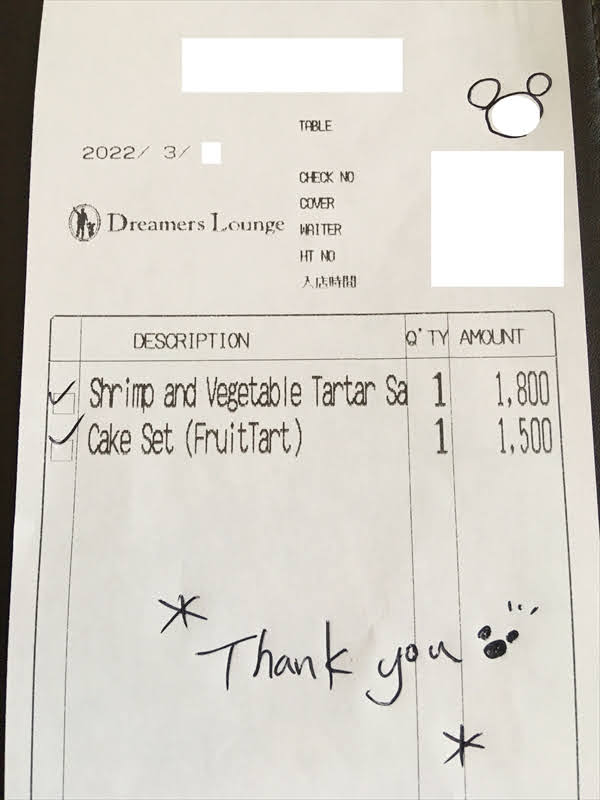 TABLE
2022/ 3/
CHECK NO
COVER
Dreamers Lounge
WAITER
HT NO
入店時間
DESCRIPTION Q'TY AMOUNT
Shrimp and Vegetable Tartar Sa 1 1,800
Cake Set (FruitTart) 1 1,500
Thank you